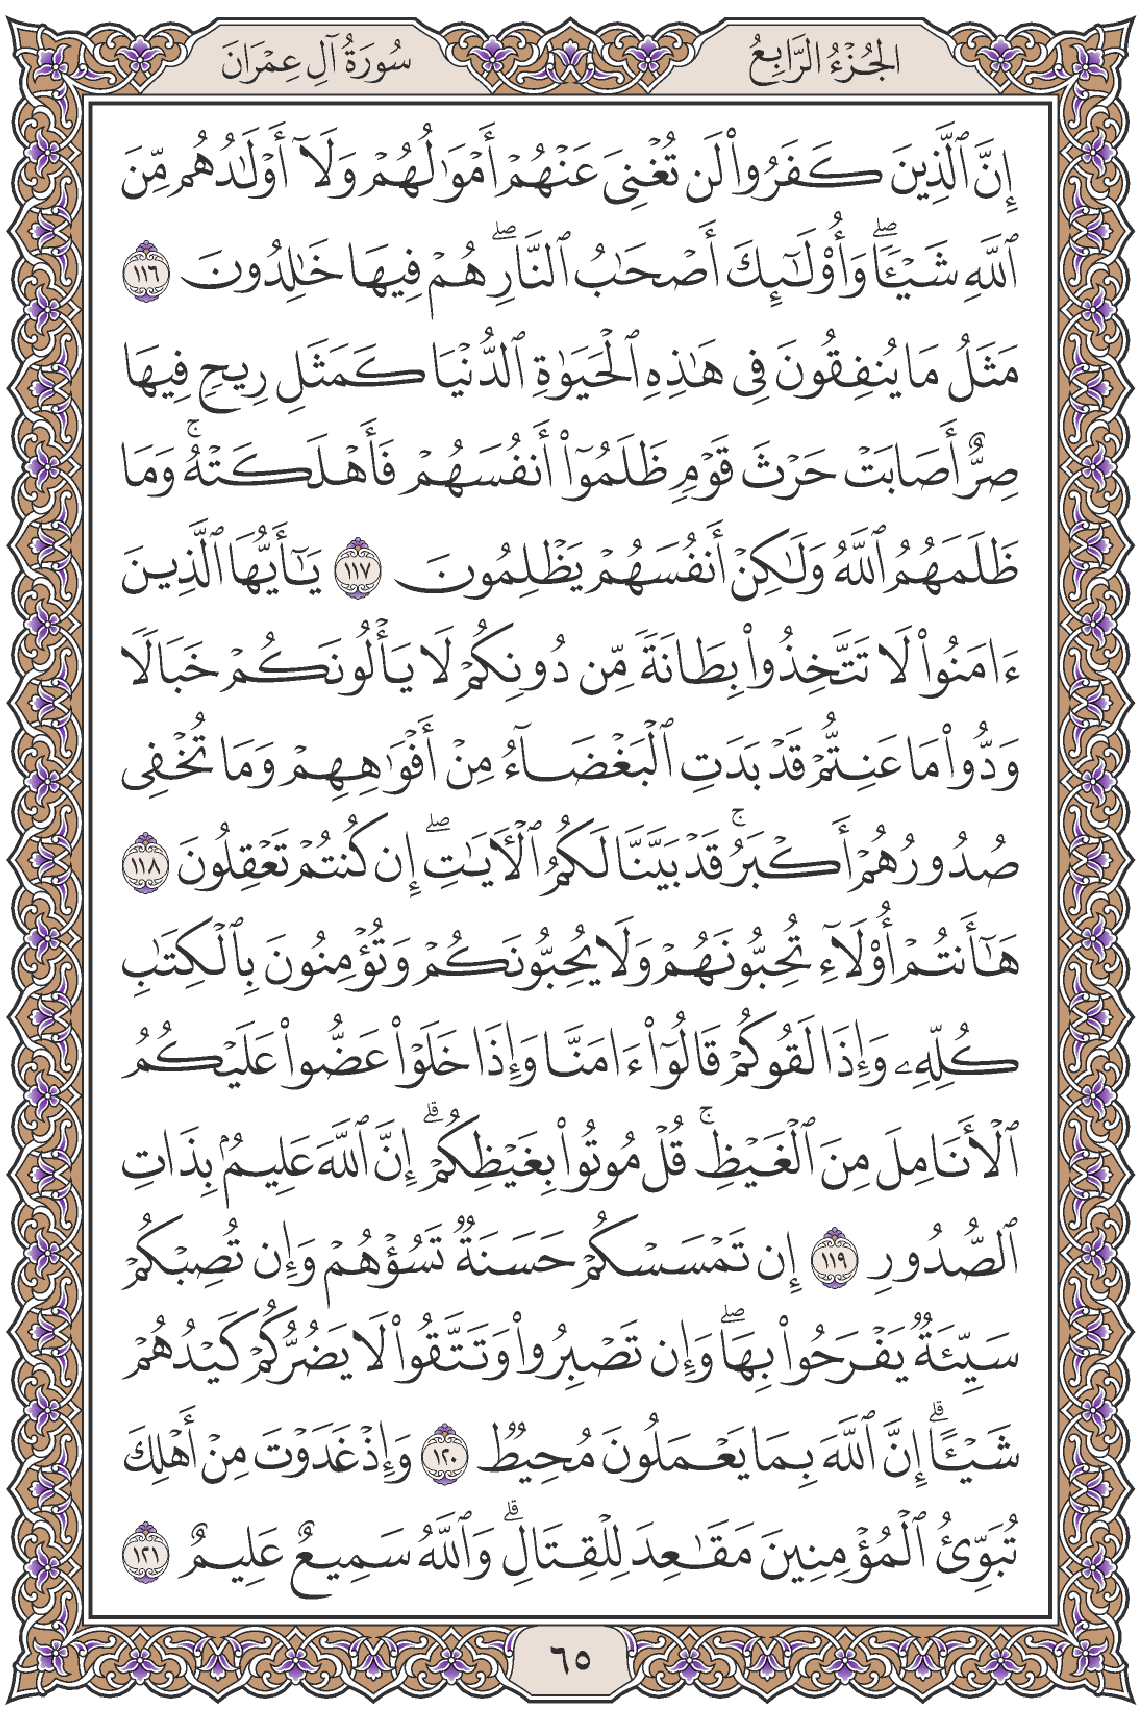 الجُزْءُ الرَّابِعُ
سُورَةُ آلِ عِمْرَانَ
إِنَّ ٱلَّذِينَ كَفَرُوا۟ لَن تُغْنِىَ عَنْهُمْ أَمْوَٰلُهُمْ وَلَآ أَوْلَـٰدُهُم مِّنَ
ٱللَّهِ شَيْـًٔا ۖ وَأُو۟لَـٰٓئِكَ أَصْحَـٰبُ ٱلنَّارِ ۖ هُمْ فِيهَا خَـٰلِدُونَ ١١٦
مَثَلُ مَا يُنفِقُونَ فِى هَـٰذِهِ ٱلْحَيَوٰةِ ٱلدُّنْيَا كَمَثَلِ رِيحٍ فِيهَا
صِرٌّ أَصَابَتْ حَرْثَ قَوْمٍ ظَلَمُوٓا۟ أَنفُسَهُمْ فَأَهْلَكَتْهُ ۚ وَمَا
ظَلَمَهُمُ ٱللَّهُ وَلَـٰكِنْ أَنفُسَهُمْ يَظْلِمُونَ ١١٧ يَـٰٓأَيُّهَا ٱلَّذِينَ
ءَامَنُوا۟ لَا تَتَّخِذُوا۟ بِطَانَةً مِّن دُونِكُمْ لَا يَأْلُونَكُمْ خَبَالًا
وَدُّوا۟ مَا عَنِتُّمْ قَدْ بَدَتِ ٱلْبَغْضَآءُ مِنْ أَفْوَٰهِهِمْ وَمَا تُخْفِى
صُدُورُهُمْ أَكْبَرُ ۚ قَدْ بَيَّنَّا لَكُمُ ٱلْـَٔايَـٰتِ ۖ إِن كُنتُمْ تَعْقِلُونَ ١١٨
هَـٰٓأَنتُمْ أُو۟لَآءِ تُحِبُّونَهُمْ وَلَا يُحِبُّونَكُمْ وَتُؤْمِنُونَ بِٱلْكِتَـٰبِ
كُلِّهِۦ وَإِذَا لَقُوكُمْ قَالُوٓا۟ ءَامَنَّا وَإِذَا خَلَوْا۟ عَضُّوا۟ عَلَيْكُمُ
ٱلْأَنَامِلَ مِنَ ٱلْغَيْظِ ۚ قُلْ مُوتُوا۟ بِغَيْظِكُمْ ۗ إِنَّ ٱللَّهَ عَلِيمٌۢ بِذَاتِ
ٱلصُّدُورِ ١١٩ إِن تَمْسَسْكُمْ حَسَنَةٌ تَسُؤْهُمْ وَإِن تُصِبْكُمْ
سَيِّئَةٌ يَفْرَحُوا۟ بِهَا ۖ وَإِن تَصْبِرُوا۟ وَتَتَّقُوا۟ لَا يَضُرُّكُمْ كَيْدُهُمْ
شَيْـًٔا ۗ إِنَّ ٱللَّهَ بِمَا يَعْمَلُونَ مُحِيطٌ ١٢٠ وَإِذْ غَدَوْتَ مِنْ أَهْلِكَ
تُبَوِّئُ ٱلْمُؤْمِنِينَ مَقَـٰعِدَ لِلْقِتَالِ ۗ وَٱللَّهُ سَمِيعٌ عَلِيمٌ ١٢١
٦٥